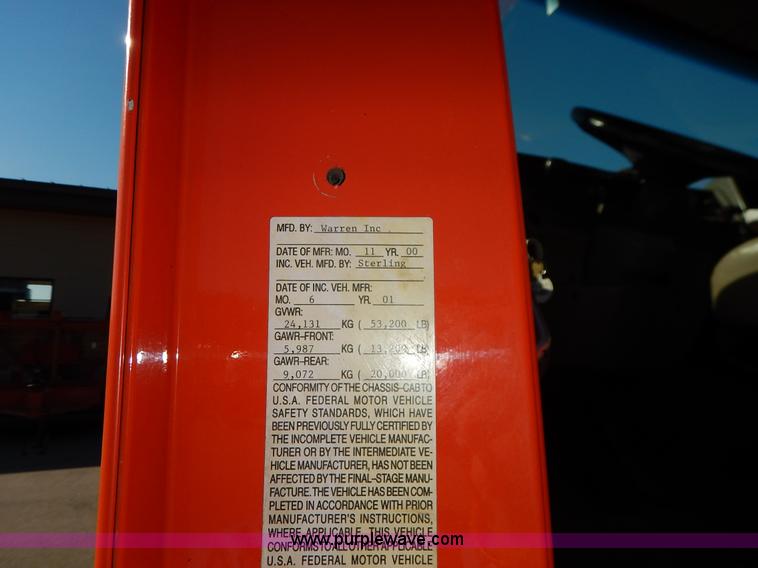 MFD. BY: Warren Inc.
DATE OF MFR: MO. 11 YR. 00
INC. VEH. MFD. BY: Sterling
DATE OF INC. VEH. MFR:
MO. 6 YR. 01
GVWR:
24,131 KG ( 53,200 LB)
GAWR-FRONT:
5,987 KG ( 13,200 LB
GAWR-REAR:
9,072 KG ( 20,000 LB)
CONFORMITY OF THE CHASSIS-CAB TO
U.S.A. FEDERAL MOTOR VEHICLE
SAFETY STANDARDS, WHICH HAVE
BEEN PREVIOUSLY FULLY CERTIFIED BY
THE INCOMPLETE VEHICLE MANUFAC-
TURER OR BY THE INTERMEDIATE VE-
HICLE MANUFACTURER, HAS NOT BEEN
AFFECTED BY THE FINAL-STAGE MANU-
FACTURE. THE VEHICLE HAS BEEN COM-
PLETED IN ACCORDANCE WITH PRIOR
MANUFACTURER'S INSTRUCTIONS,
WHERE APPLICABLE. THIS VEHICLE
www.purplewave.com
CONFORMS TO ALL OTHER APPLICABLE
U.S.A. FEDERAL MOTOR VEHICLE